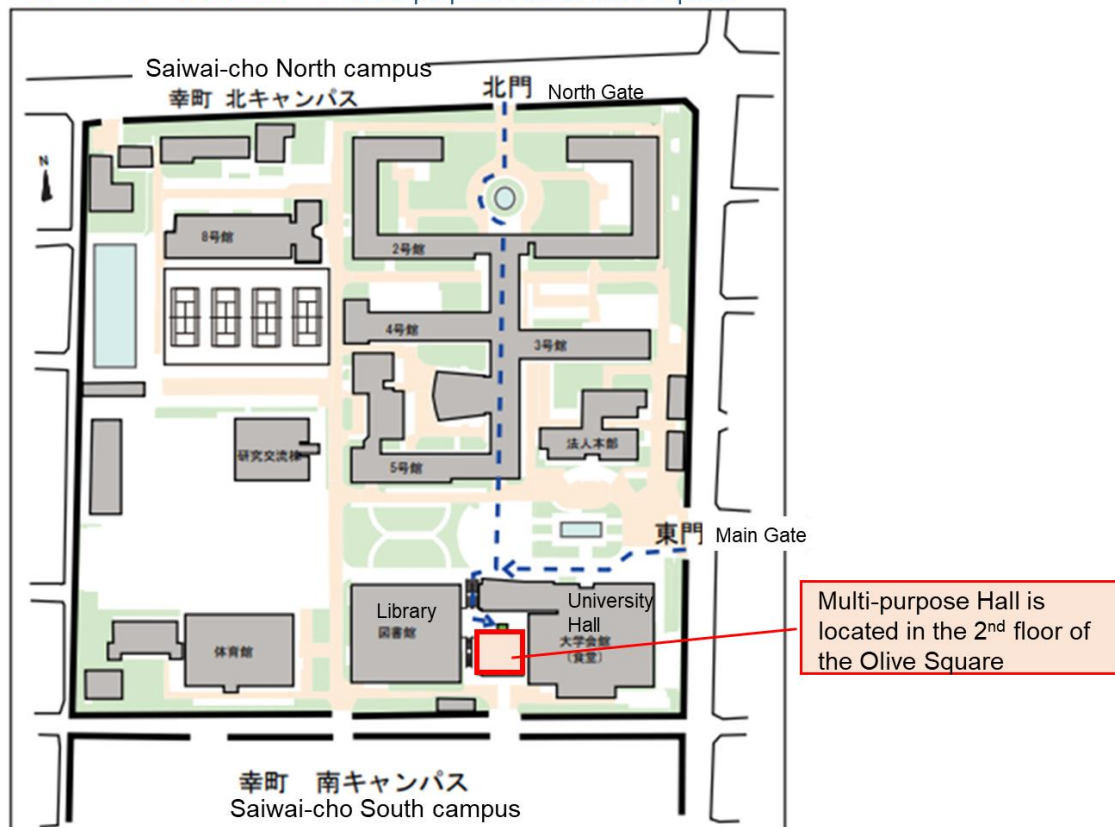 Saiwai-cho North campus
幸町 北キャンパス
北門 North Gate
N
8号館
2号館
4号館
3号館
研究交流棟
5号館
法人本部
東門 Main Gate
Library
図書館
University
Hall
大学会館
(食堂)
体育館
Multi-purpose Hall is
located in the 2nd floor of
the Olive Square
幸町 南キャンパス
Saiwai-cho South campus